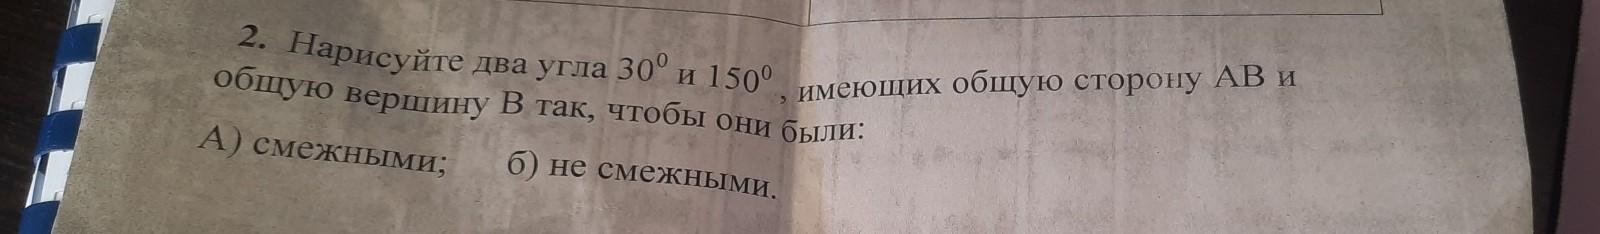 2. Нарисуйте два угла 30⁰ и 150⁰ , имеющих общую сторону АВ и
общую вершину В так, чтобы они были:
А) смежными; б) не смежными.